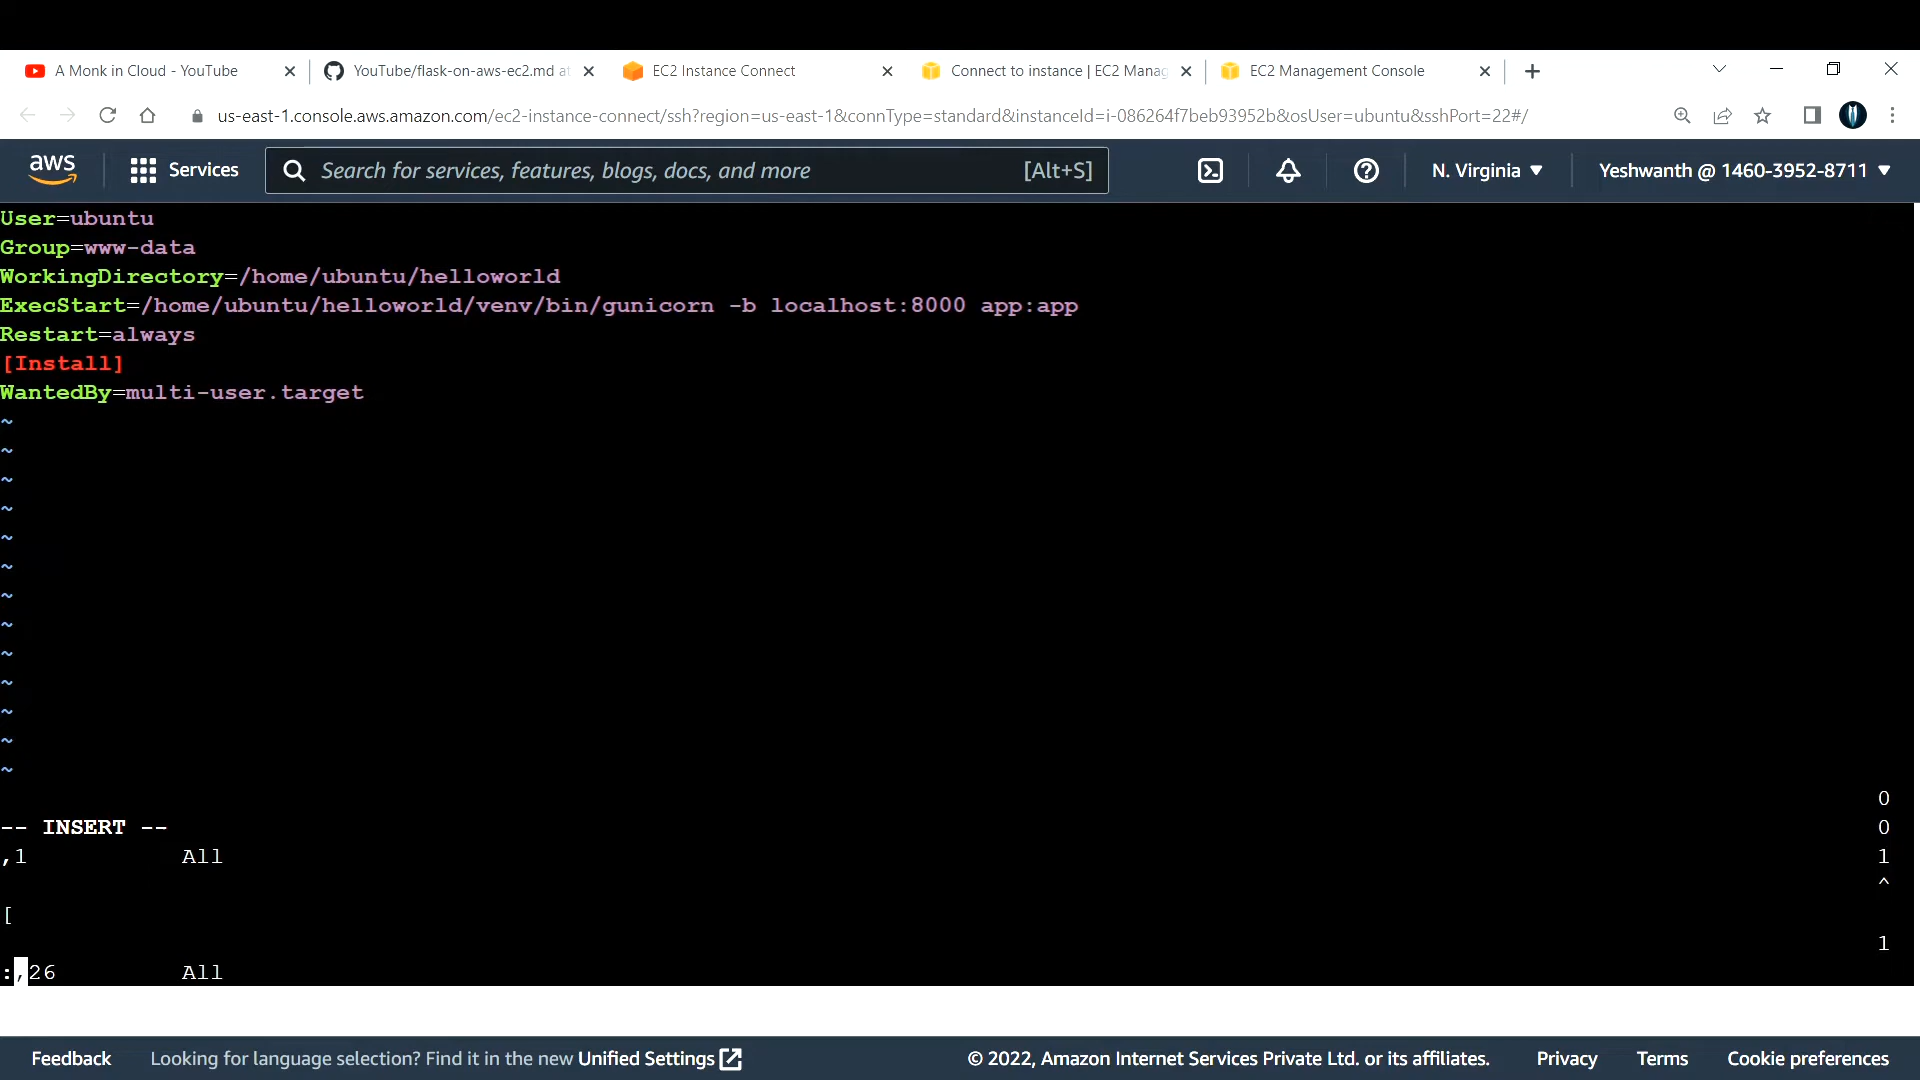 A Monk in Cloud - YouTube
YouTube/flask-on-aws-ec2.md at
EC2 Instance Connect
Connect to instance | EC2 Manag
EC2 Management Console
us-east-1.console.aws.amazon.com/ec2-instance-connect/ssh?region=us-east-1&connType=standard&instanceId=i-086264f7beb93952b&osUser=ubuntu&sshPort=22#/
aws
Services
Search for services, features, blogs, docs, and more
[Alt+S]
N. Virginia
Yeshwanth @ 1460-3952-8711
User=ubuntu
Group=www-data
WorkingDirectory=/home/ubuntu/helloworld
ExecStart=/home/ubuntu/helloworld/venv/bin/gunicorn -b localhost:8000 app:app
Restart=always
[Install]
WantedBy=multi-user.target
~
~
~
~
~
~
~
~
~
~
~
~
~
0
-- INSERT -- 0
,1 All 1
^
[
1
:,26 All
Feedback
Looking for language selection? Find it in the new Unified Settings
© 2022, Amazon Internet Services Private Ltd. or its affiliates.
Privacy
Terms
Cookie preferences